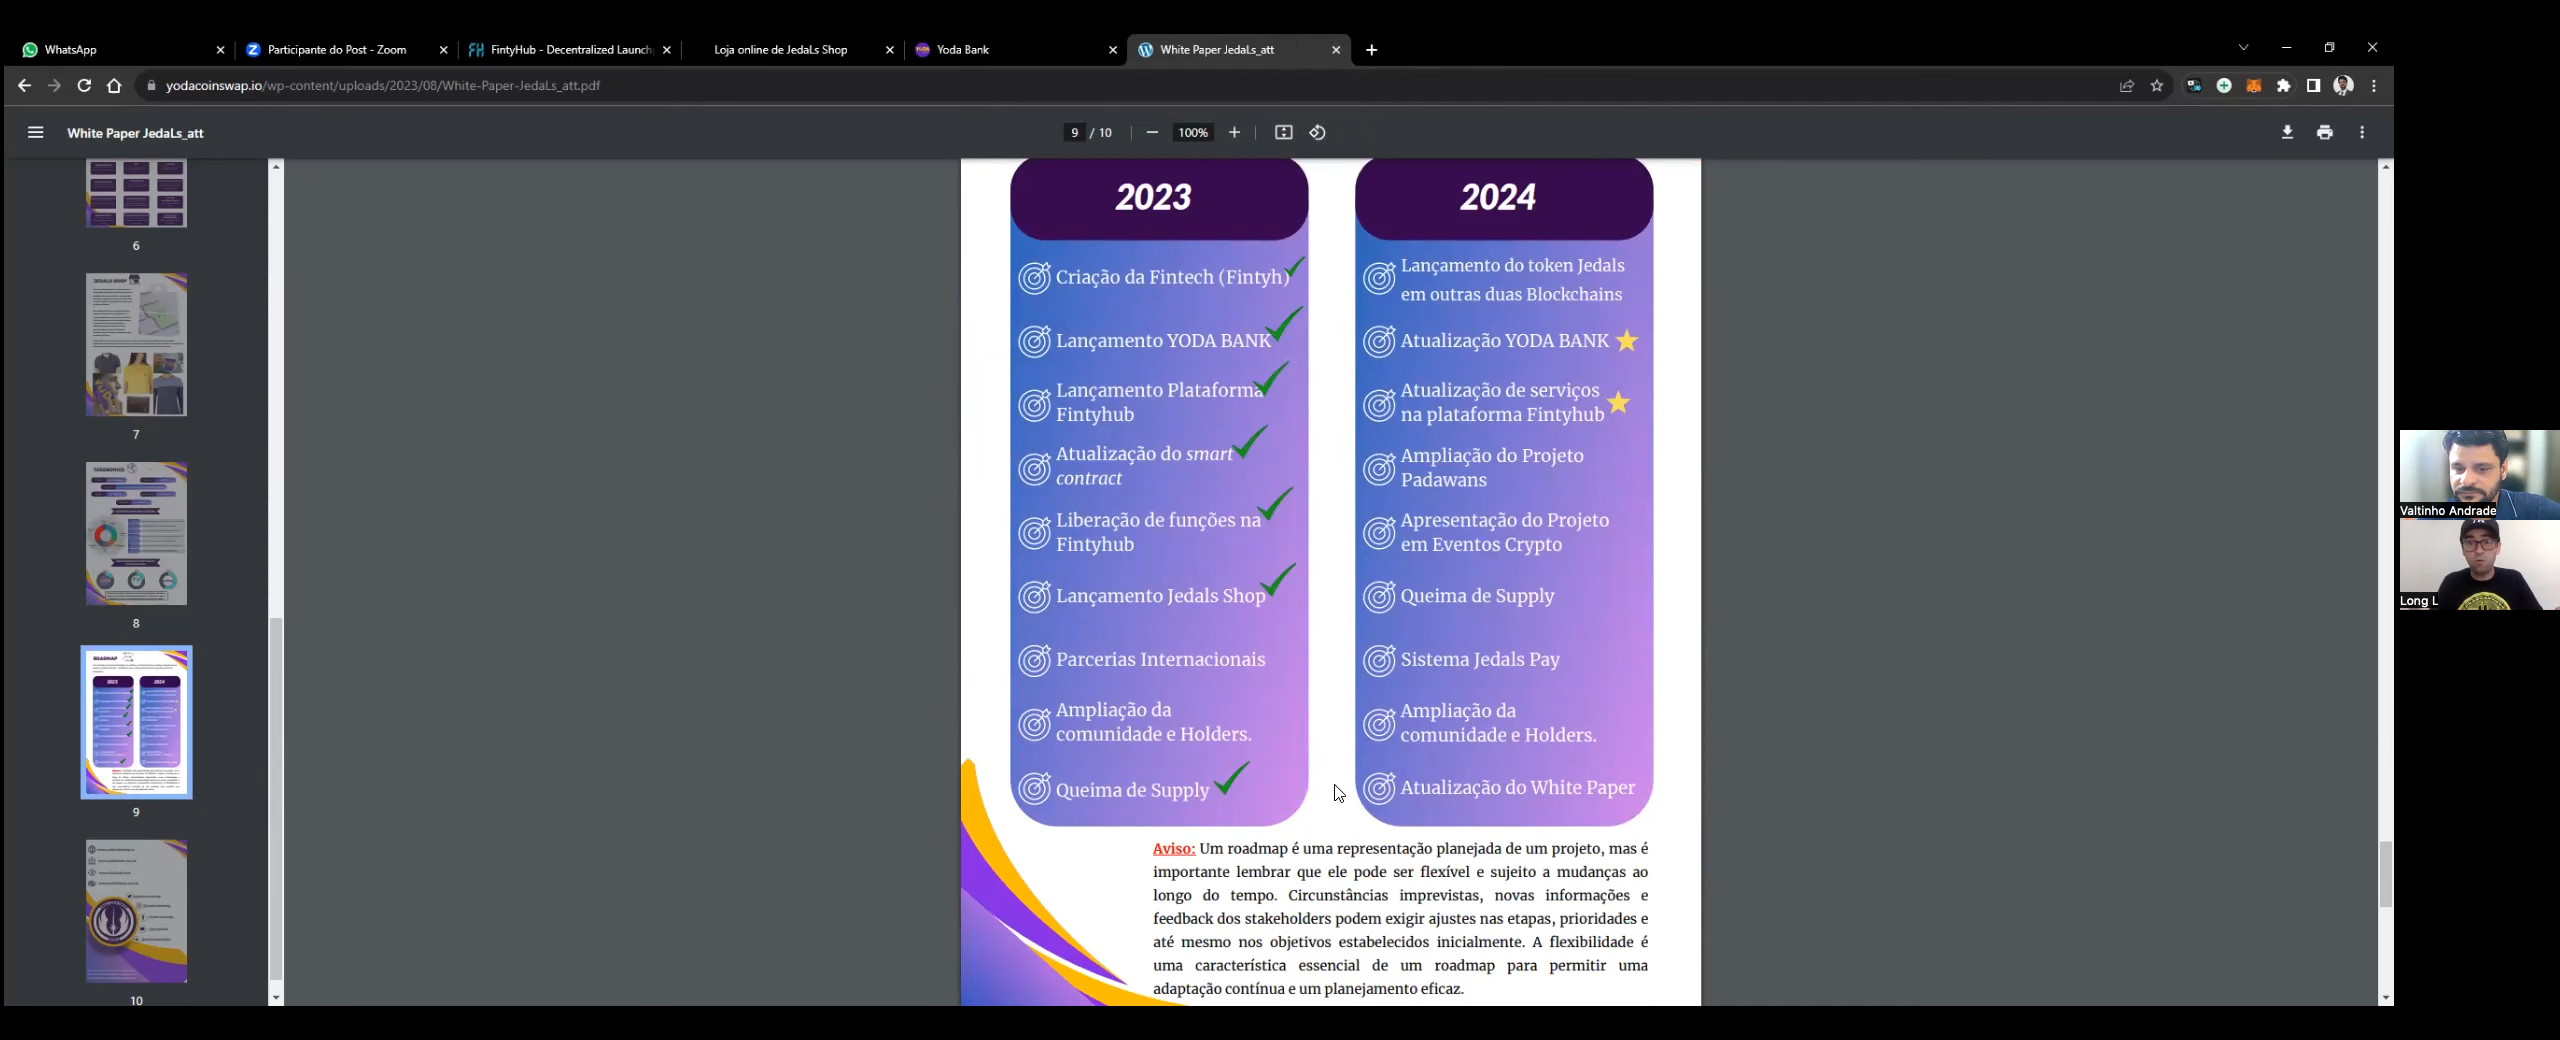 WhatsApp
Participante do Post - Zoom
FintyHub - Decentralized Launch
Loja online de JedaLs Shop
Yoda Bank
White Paper JedaLs_att
yodacoinswap.io/wp-content/uploads/2023/08/White-Paper-JedaLs_att.pdf
White Paper JedaLs_att
9 / 10
100%
6
JEDALS SHOP
7
8
ROADMAP
2023 2024
9
10
2023
Criação da Fintech (Fintyh)
Lançamento YODA BANK
Lançamento Plataforma
Fintyhub
Atualização do smart
contract
Liberação de funções na
Fintyhub
Lançamento Jedals Shop
Parcerias Internacionais
Ampliação da
comunidade e Holders.
Queima de Supply
2024
Lançamento do token Jedals
em outras duas Blockchains
Atualização YODA BANK
Atualização de serviços
na plataforma Fintyhub
Ampliação do Projeto
Padawans
Apresentação do Projeto
em Eventos Crypto
Queima de Supply
Sistema Jedals Pay
Ampliação da
comunidade e Holders.
Atualização do White Paper
Aviso: Um roadmap é uma representação planejada de um projeto, mas é
importante lembrar que ele pode ser flexível e sujeito a mudanças ao
longo do tempo. Circunstâncias imprevistas, novas informações e
feedback dos stakeholders podem exigir ajustes nas etapas, prioridades e
até mesmo nos objetivos estabelecidos inicialmente. A flexibilidade é
uma característica essencial de um roadmap para permitir uma
adaptação contínua e um planejamento eficaz.
Valtinho Andrade
Long L